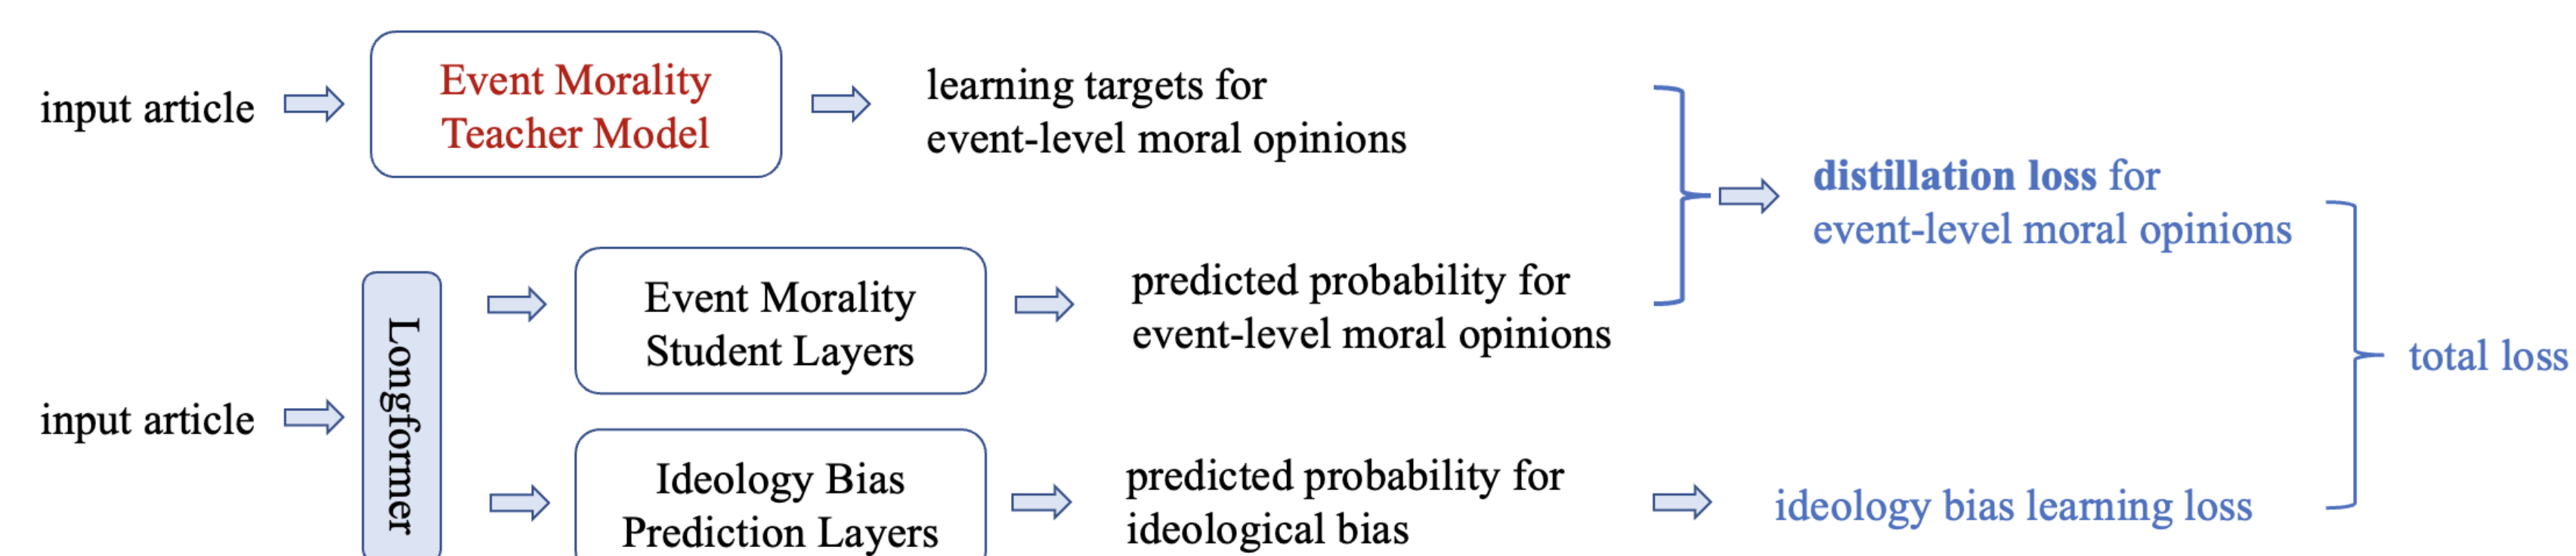 input article
Event Morality
Teacher Model
learning targets for
event-level moral opinions
distillation loss for
event-level moral opinions
input article
Longformer
Event Morality
Student Layers
predicted probability for
event-level moral opinions
Ideology Bias
Prediction Layers
predicted probability for
ideological bias
ideology bias learning loss
total loss